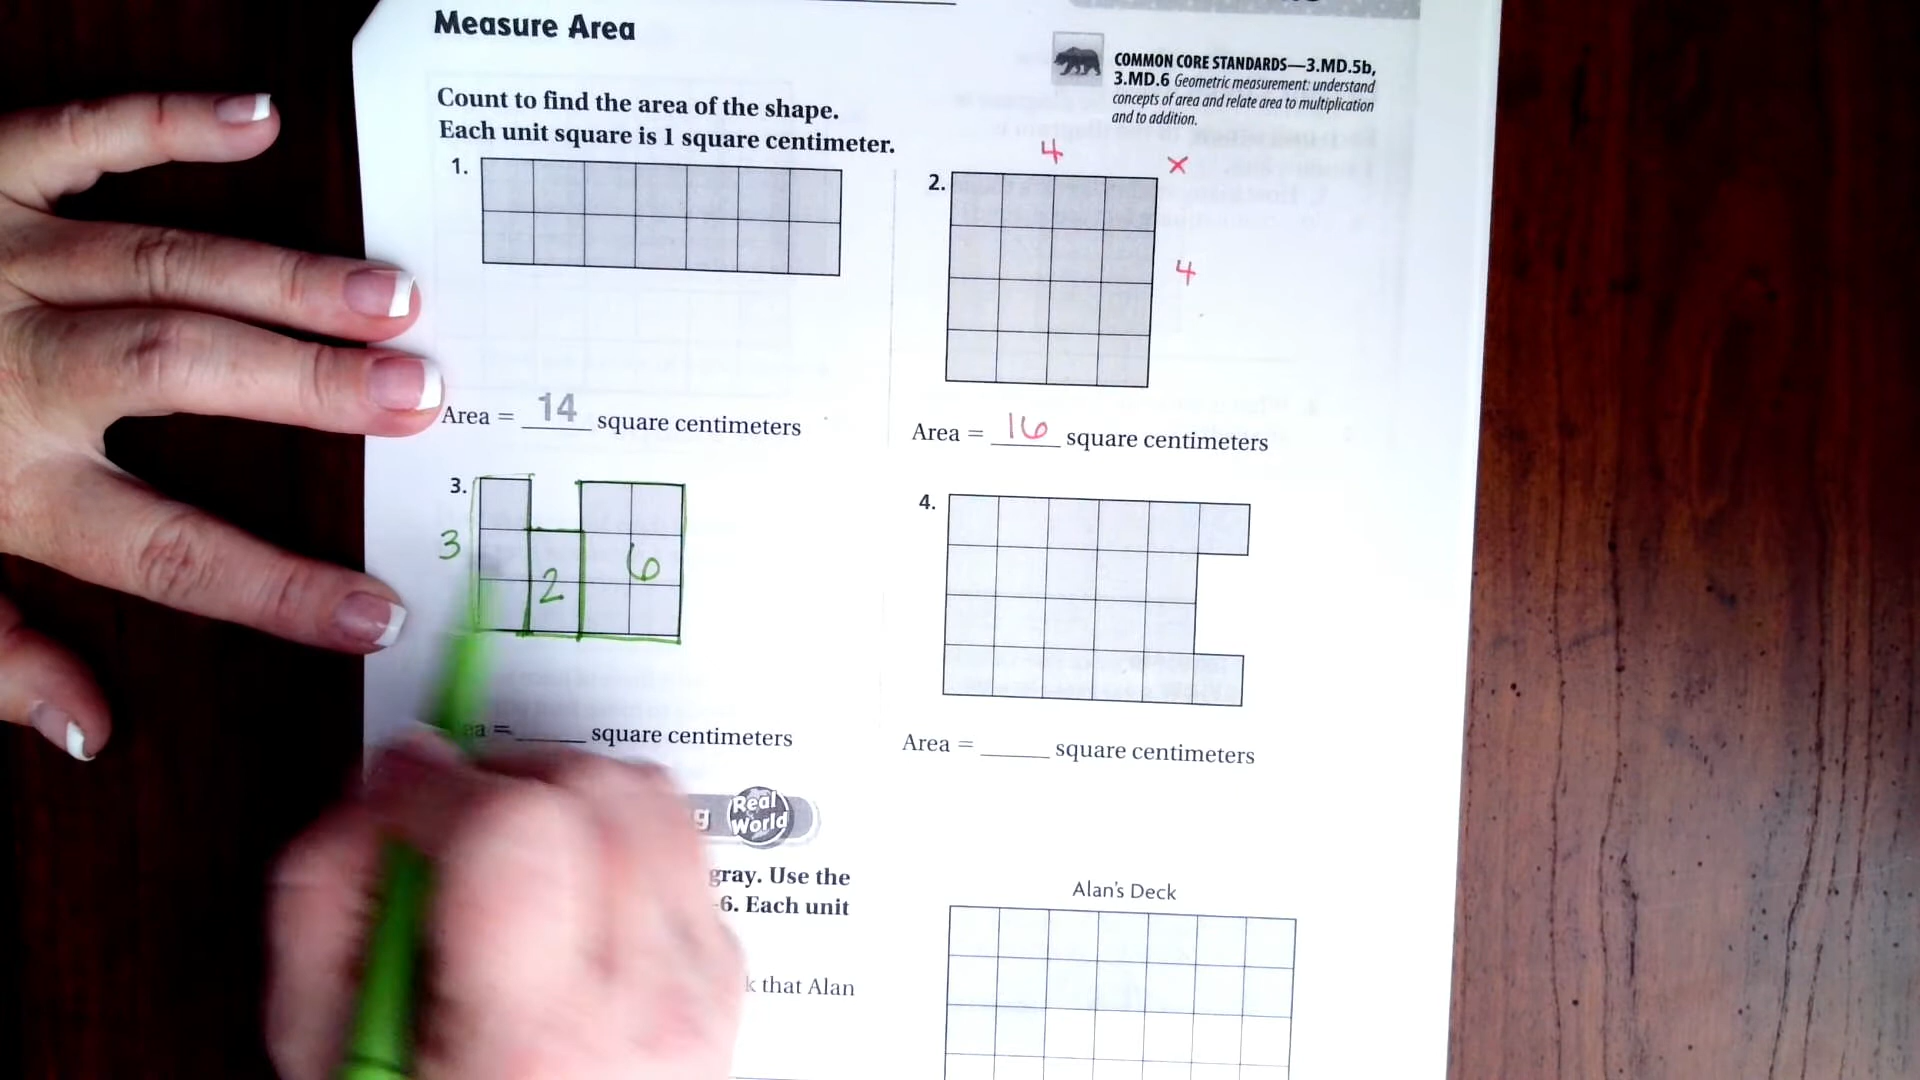 Measure Area
COMMON CORE STANDARDS—3.MD.5b,
3.MD.6 Geometric measurement: understand
concepts of area and relate area to multiplication
and to addition.
Count to find the area of the shape.
Each unit square is 1 square centimeter.
1.
4 ×
2.
4
Area = 14 square centimeters
Area = 16 square centimeters
3.
3 2 6
4.
= square centimeters
Area = square centimeters
Real
World
gray. Use the
6. Each unit
that Alan
Alan's Deck